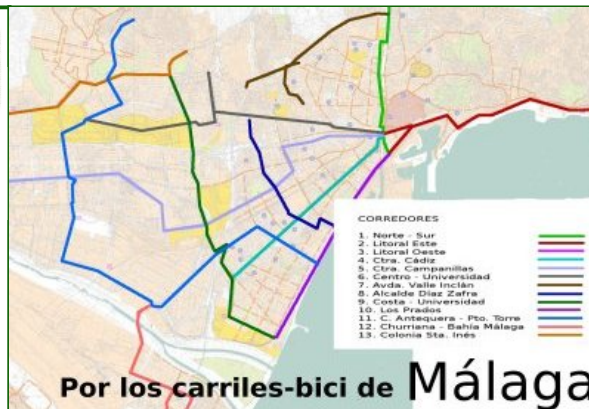 CORREDORES
1. Norte - Sur
2. Litoral Este
3. Litoral Oeste
4. Ctra. Cádiz
5. Ctra. Campanillas
6. Centro - Universidad
7. Avda. Valle Inclán
8. Alcalde Díaz Zafra
9. Costa - Universidad
10. Los Prados
11. C. Antequera - Pto. Torre
12. Churriana - Bahía Málaga
13. Colonia Sta. Inés
Por los carriles-bici de Málaga